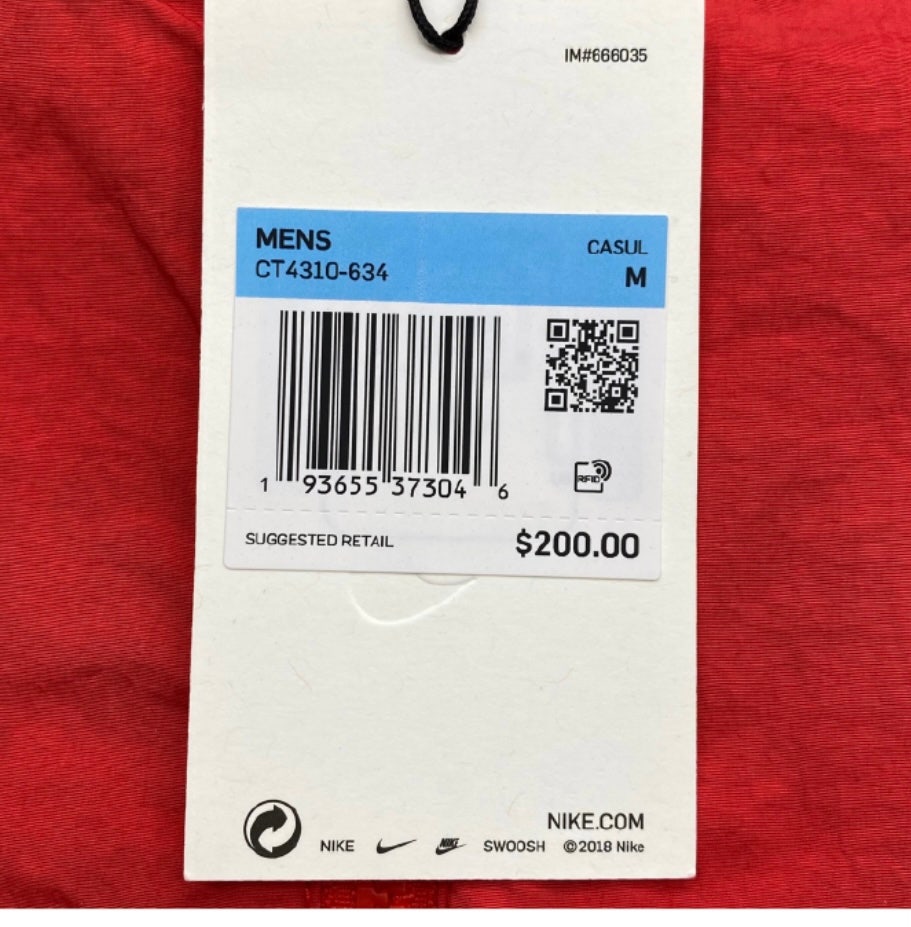 IM#666035
MENS
CASUL
CT4310-634
M
1 93655 37304 6
RFID
SUGGESTED RETAIL
$200.00
NIKE.COM
NIKE NIKE SWOOSH ©2018 Nike